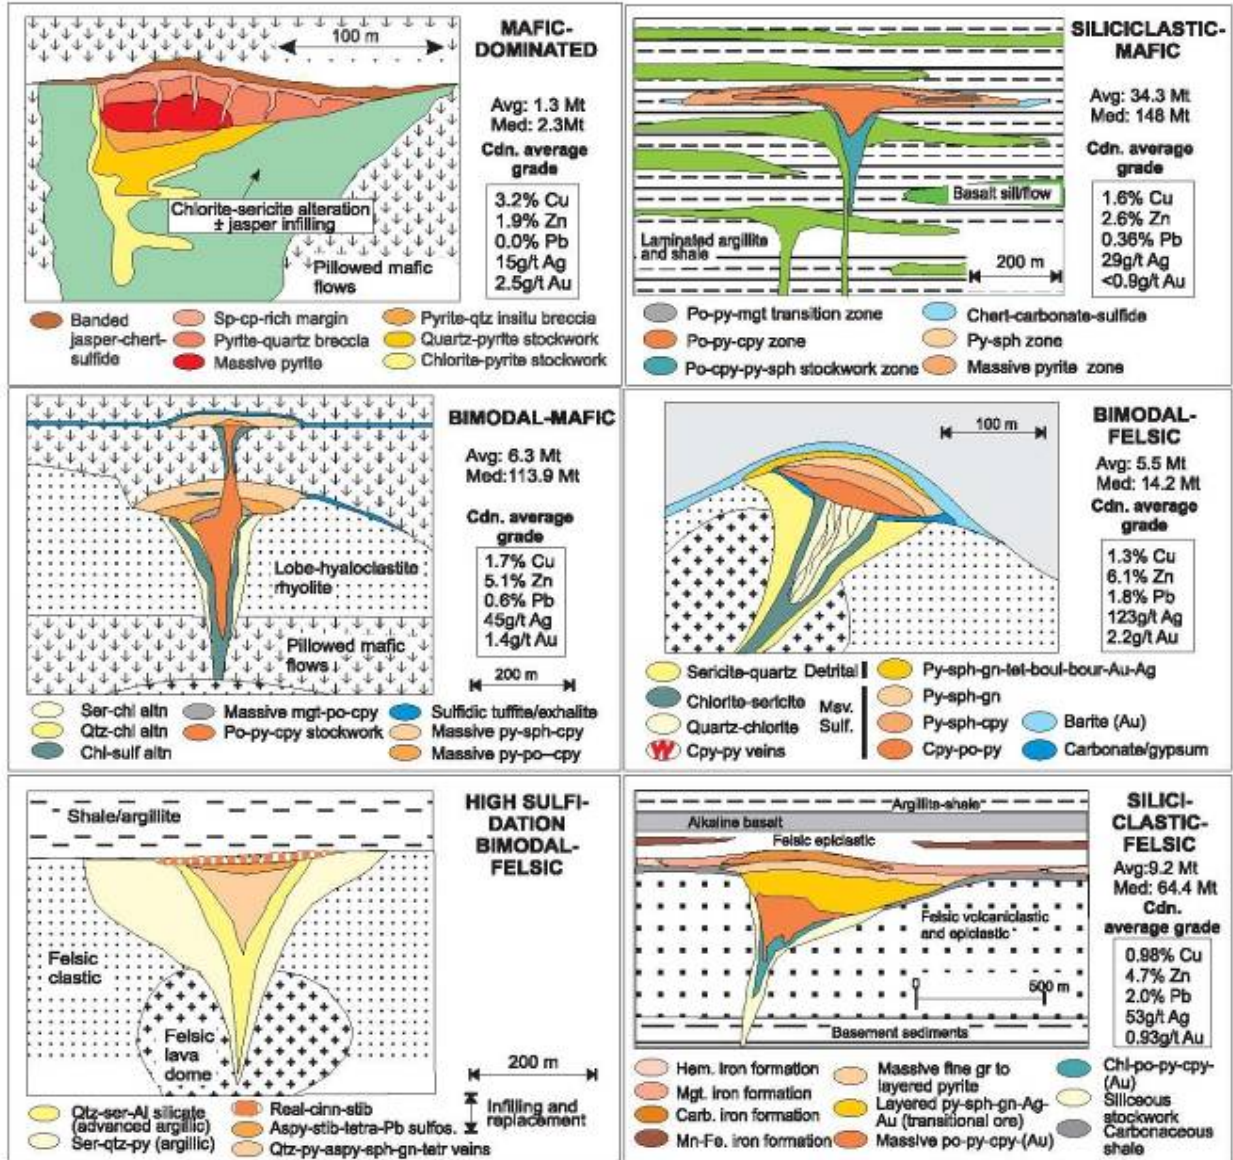 MAFIC-
DOMINATED
100 m
Avg: 1.3 Mt
Med: 2.3Mt
Cdn. average
grade
3.2% Cu
1.9% Zn
0.0% Pb
15g/t Ag
2.5g/t Au
Chlorite-sericite alteration
± jasper infilling
Pillowed mafic
flows
Banded
jasper-chert-
sulfide
Sp-cp-rich margin
Pyrite-quartz breccia
Massive pyrite
Pyrite-qtz insitu breccia
Quartz-pyrite stockwork
Chlorite-pyrite stockwork
SILICICLASTIC-
MAFIC
Avg: 34.3 Mt
Med: 148 Mt
Cdn. average
grade
1.6% Cu
2.6% Zn
0.36% Pb
29g/t Ag
<0.9g/t Au
Basalt sill/flow
Laminated argillite
and shale
200 m
Po-py-mgt transition zone
Po-py-cpy zone
Po-cpy-py-sph stockwork zone
Chert-carbonate-sulfide
Py-sph zone
Massive pyrite zone
BIMODAL-MAFIC
Avg: 6.3 Mt
Med:113.9 Mt
Cdn. average
grade
1.7% Cu
5.1% Zn
0.6% Pb
45g/t Ag
1.4g/t Au
Lobe-hyaloclastite
rhyolite
Pillowed mafic
flows
200 m
Ser-chl altn
Qtz-chl altn
Chl-sulf altn
Massive mgt-po-cpy
Po-py-cpy stockwork
Sulfidic tuffite/exhalite
Massive py-sph-cpy
Massive py-po--cpy
BIMODAL-
FELSIC
100 m
Avg: 5.5 Mt
Med: 14.2 Mt
Cdn. average
grade
1.3% Cu
6.1% Zn
1.8% Pb
123g/t Ag
2.2g/t Au
Sericite-quartz
Chlorite-sericite
Quartz-chlorite
Cpy-py veins
Detrital
Msv.
Sulf.
Py-sph-gn-tet-boul-bour-Au-Ag
Py-sph-gn
Py-sph-cpy
Cpy-po-py
Barite (Au)
Carbonate/gypsum
HIGH SULFI-
DATION
BIMODAL-
FELSIC
Shale/argillite
Felsic
clastic
Felsic
lava
dome
200 m
Infilling and
replacement
Qtz-ser-Al silicate
(advanced argillic)
Ser-qtz-py (argillic)
Real-cinn-stib
Aspy-stib-tetra-Pb sulfos.
Qtz-py-aspy-sph-gn-tetr veins
SILICI-
CLASTIC-
FELSIC
Avg:9.2 Mt
Med: 64.4 Mt
Cdn.
average grade
0.98% Cu
4.7% Zn
2.0% Pb
53g/t Ag
0.93g/t Au
Argillite-shale
Alkaline basalt
Felsic epiclastic
Felsic volcaniclastic
and epiclastic
0
500 m
Basement sediments
Hem. iron formation
Mgt. iron formation
Carb. iron formation
Mn-Fe. iron formation
Massive fine gr to
layered pyrite
Layered py-sph-gn-Ag-
Au (transitional ore)
Massive po-py-cpy-(Au)
Chl-po-py-cpy-
(Au)
Siliceous
stockwork
Carbonaceous
shale